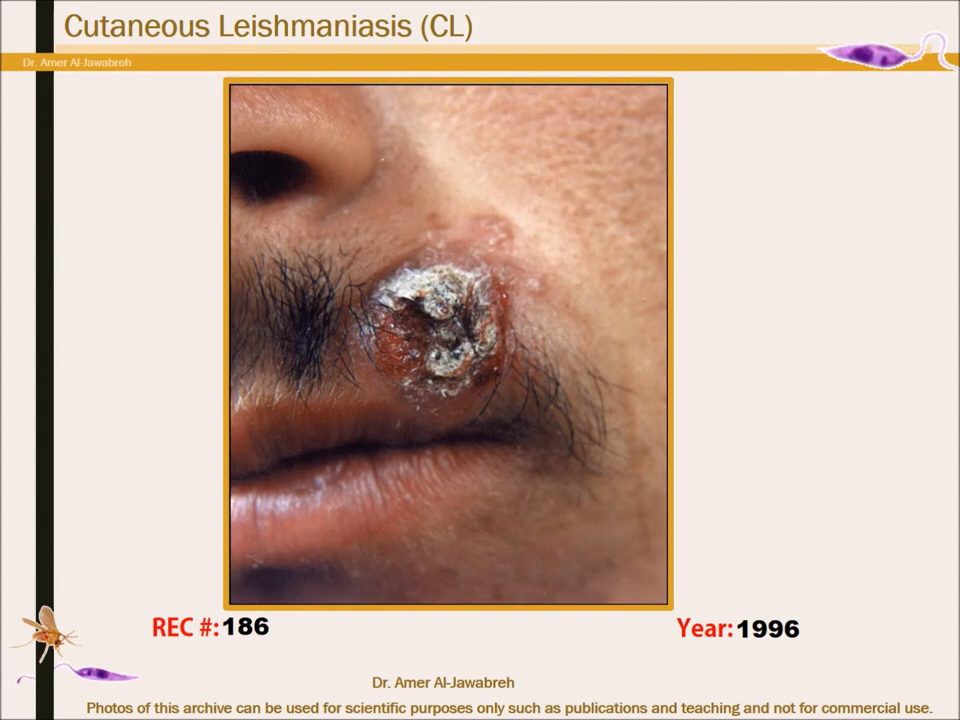 Cutaneous Leishmaniasis (CL)
Dr. Amer Al-Jawabreh
REC #:186
Year:1996
Dr. Amer Al-Jawabreh
Photos of this archive can be used for scientific purposes only such as publications and teaching and not for commercial use.